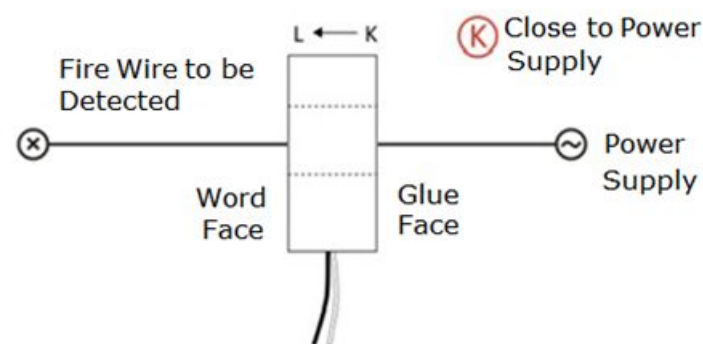 L ← K
K Close to Power
Supply
Fire Wire to be
Detected
Power
Supply
Word
Face
Glue
Face